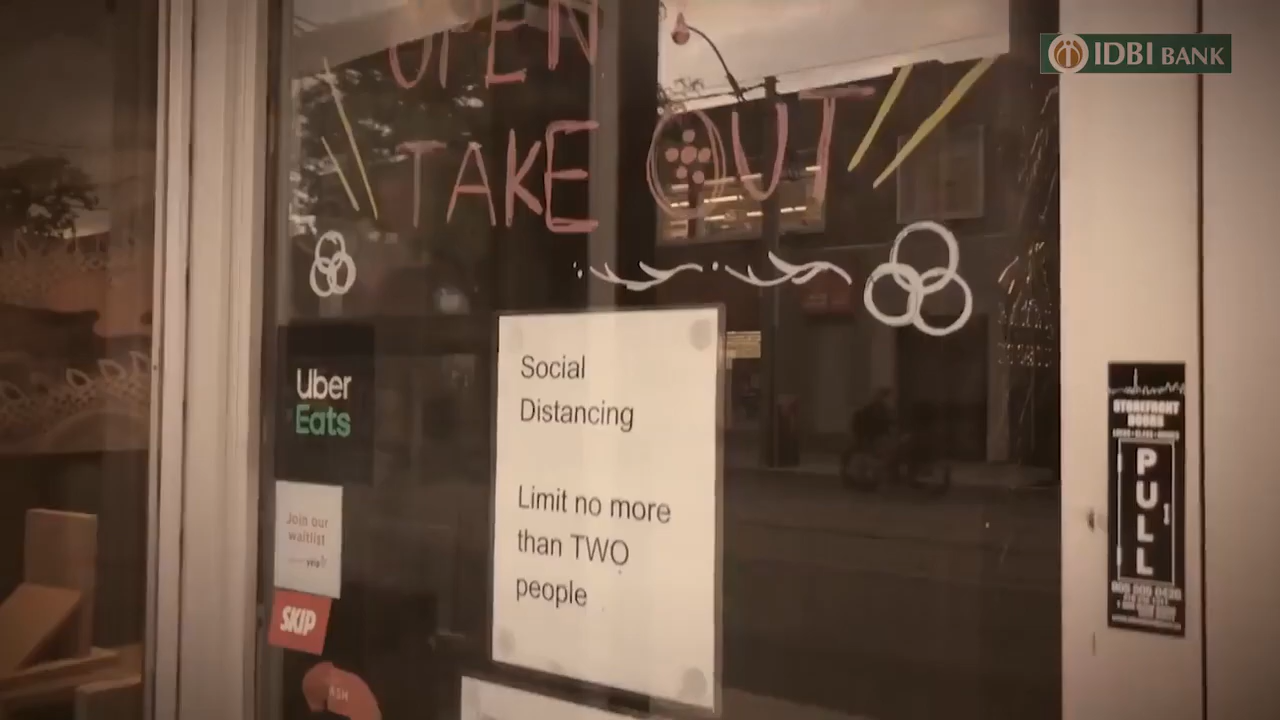 IDBI BANK
OPEN
TAKE OUT
Uber
Eats
Social
Distancing
Limit no more
than TWO
people
Join our
waitlist
yelp
SKIP
STOREFRONT
DOORS
PULL